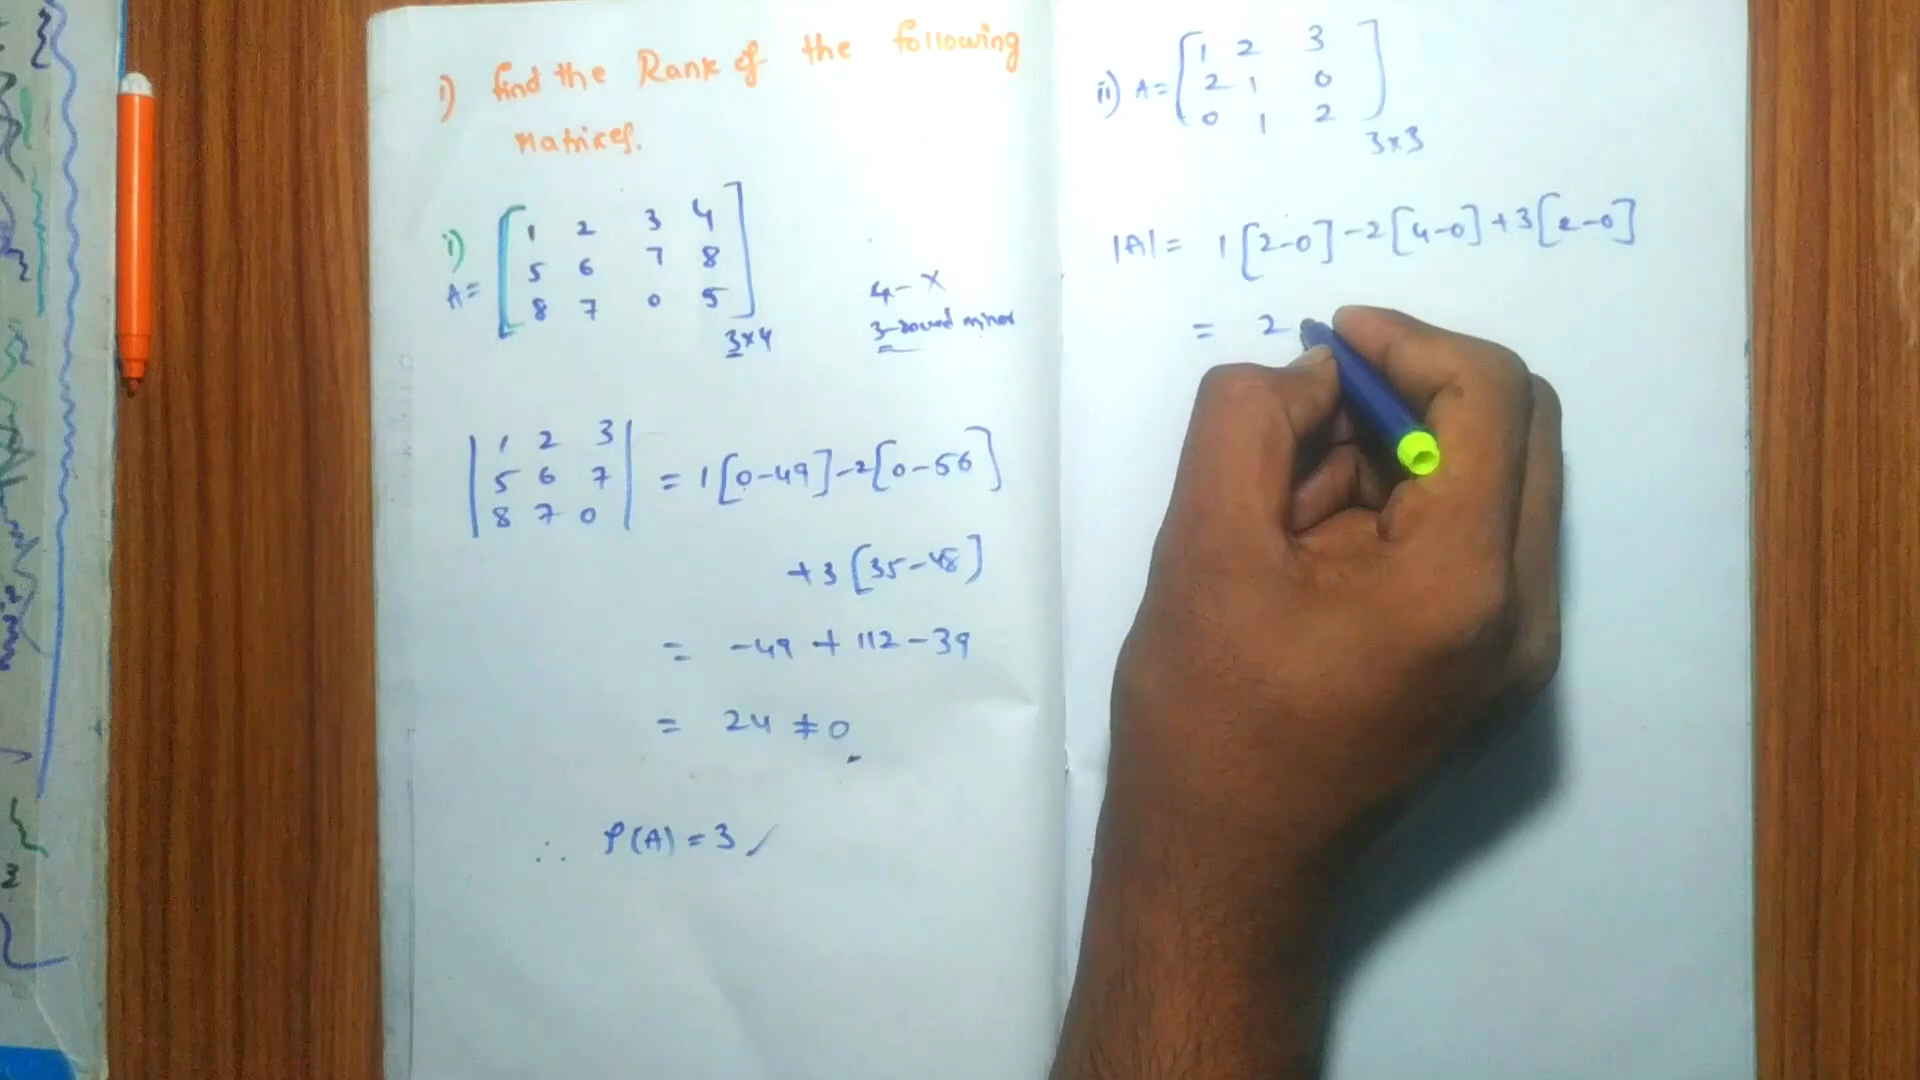 1) find the Rank of the following
Matrices.
i)
A= [1 2 3 4
5 6 7 8
8 7 0 5] 3×4
4-×
3-round minor
|1 2 3
5 6 7
8 7 0| = 1[0-49]-2[0-56]
+3[35-48]
= -49+112-39
= 24 ≠ 0
∴ ρ(A) = 3 ✓
ii) A= [1 2 3
2 1 0
0 1 2] 3×3
|A| = 1[2-0]-2[4-0]+3[2-0]
= 2